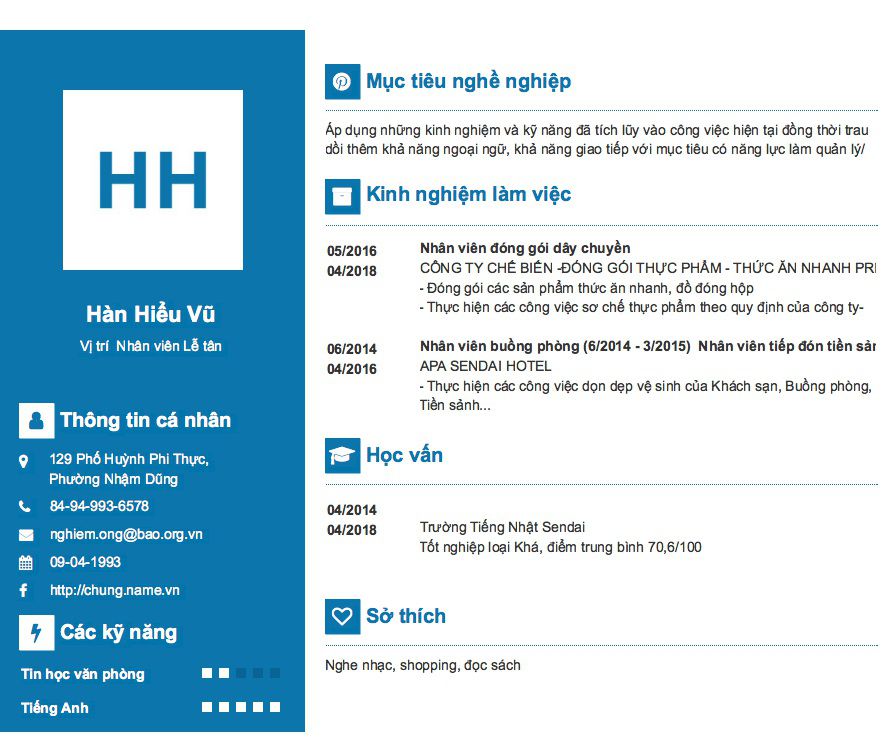 HH
Hàn Hiểu Vũ
Vị trí Nhân viên Lễ tân
Thông tin cá nhân
129 Phố Huỳnh Phi Thực,
Phường Nhậm Dũng
84-94-993-6578
nghiem.ong@bao.org.vn
09-04-1993
http://chung.name.vn
Các kỹ năng
Tin học văn phòng
Tiếng Anh
Mục tiêu nghề nghiệp
Áp dụng những kinh nghiệm và kỹ năng đã tích lũy vào công việc hiện tại đồng thời trau
dồi thêm khả năng ngoại ngữ, khả năng giao tiếp với mục tiêu có năng lực làm quản lý/
Kinh nghiệm làm việc
05/2016
04/2018
Nhân viên đóng gói dây chuyền
CÔNG TY CHẾ BIẾN -ĐÓNG GÓI THỰC PHẨM - THỨC ĂN NHANH PRI
- Đóng gói các sản phẩm thức ăn nhanh, đồ đóng hộp
- Thực hiện các công việc sơ chế thực phẩm theo quy định của công ty-
06/2014
04/2016
Nhân viên buồng phòng (6/2014 - 3/2015) Nhân viên tiếp đón tiền sản
APA SENDAI HOTEL
- Thực hiện các công việc dọn dẹp vệ sinh của Khách sạn, Buồng phòng,
Tiền sảnh...
Học vấn
04/2014
04/2018
Trường Tiếng Nhật Sendai
Tốt nghiệp loại Khá, điểm trung bình 70,6/100
Sở thích
Nghe nhạc, shopping, đọc sách